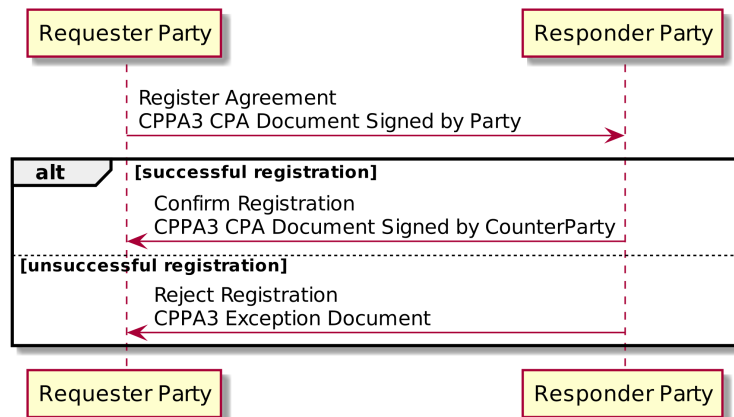 Requester Party
Responder Party
Register Agreement
CPPA3 CPA Document Signed by Party
alt
[successful registration]
Confirm Registration
CPPA3 CPA Document Signed by CounterParty
[unsuccessful registration]
Reject Registration
CPPA3 Exception Document
Requester Party
Responder Party